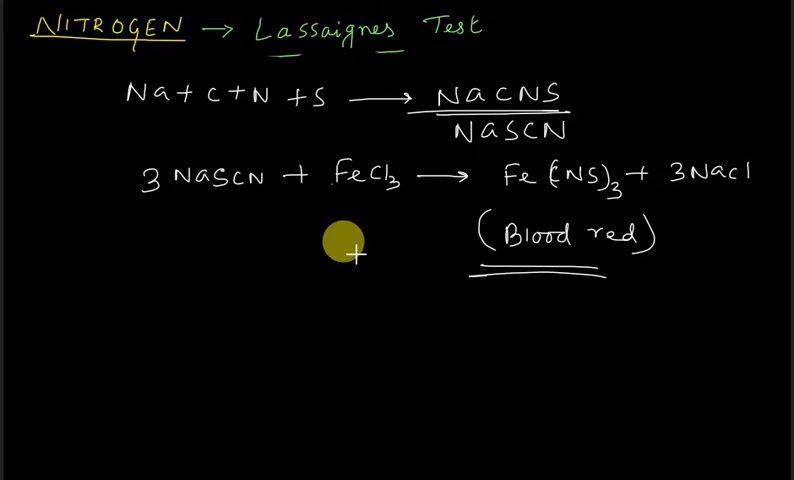 NITROGEN → Lassaignes Test
Na + C + N + S → NaCNS
NaSCN
3 NaSCN + FeCl3 → Fe(CNS)3 + 3NaCl
(Blood red)